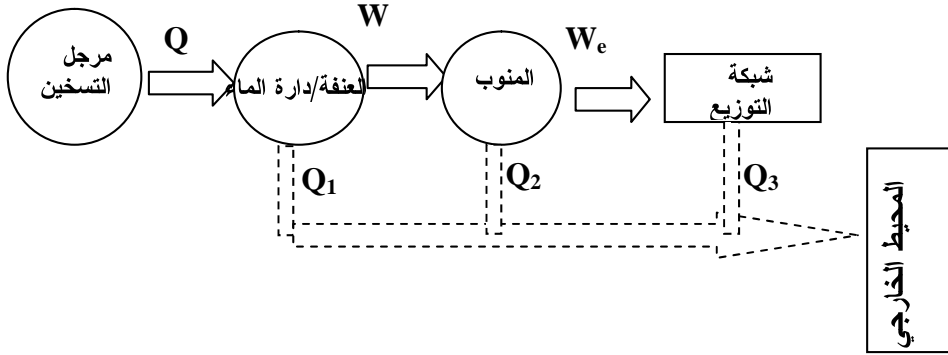 مرجل
التسخين
Q
العنفة/دارة الماء
W
المنوب
We
شبكة
التوزيع
Q1
Q2
Q3
المحيط الخارجي